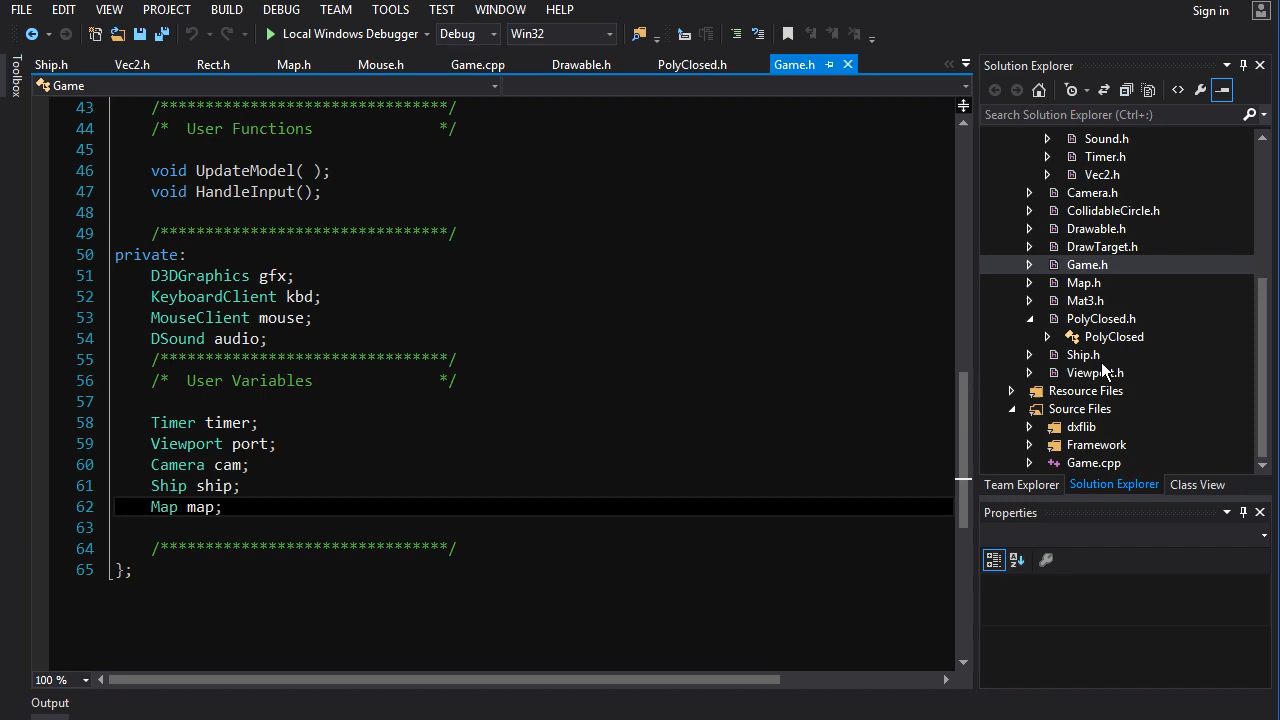 FILE EDIT VIEW PROJECT BUILD DEBUG TEAM TOOLS TEST WINDOW HELP Sign in
Local Windows Debugger Debug Win32
Toolbox
Ship.h Vec2.h Rect.h Map.h Mouse.h Game.cpp Drawable.h PolyClosed.h Game.h
Game
43 /********************************/
44 /*  User Functions              */
45
46 void UpdateModel( );
47 void HandleInput();
48
49 /********************************/
50 private:
51 D3DGraphics gfx;
52 KeyboardClient kbd;
53 MouseClient mouse;
54 DSound audio;
55 /********************************/
56 /*  User Variables              */
57
58 Timer timer;
59 Viewport port;
60 Camera cam;
61 Ship ship;
62 Map map;
63
64 /********************************/
65 };
100 %
Output
Solution Explorer
Search Solution Explorer (Ctrl+;)
Sound.h
Timer.h
Vec2.h
Camera.h
CollidableCircle.h
Drawable.h
DrawTarget.h
Game.h
Map.h
Mat3.h
PolyClosed.h
PolyClosed
Ship.h
Viewport.h
Resource Files
Source Files
dxflib
Framework
Game.cpp
Team Explorer Solution Explorer Class View
Properties